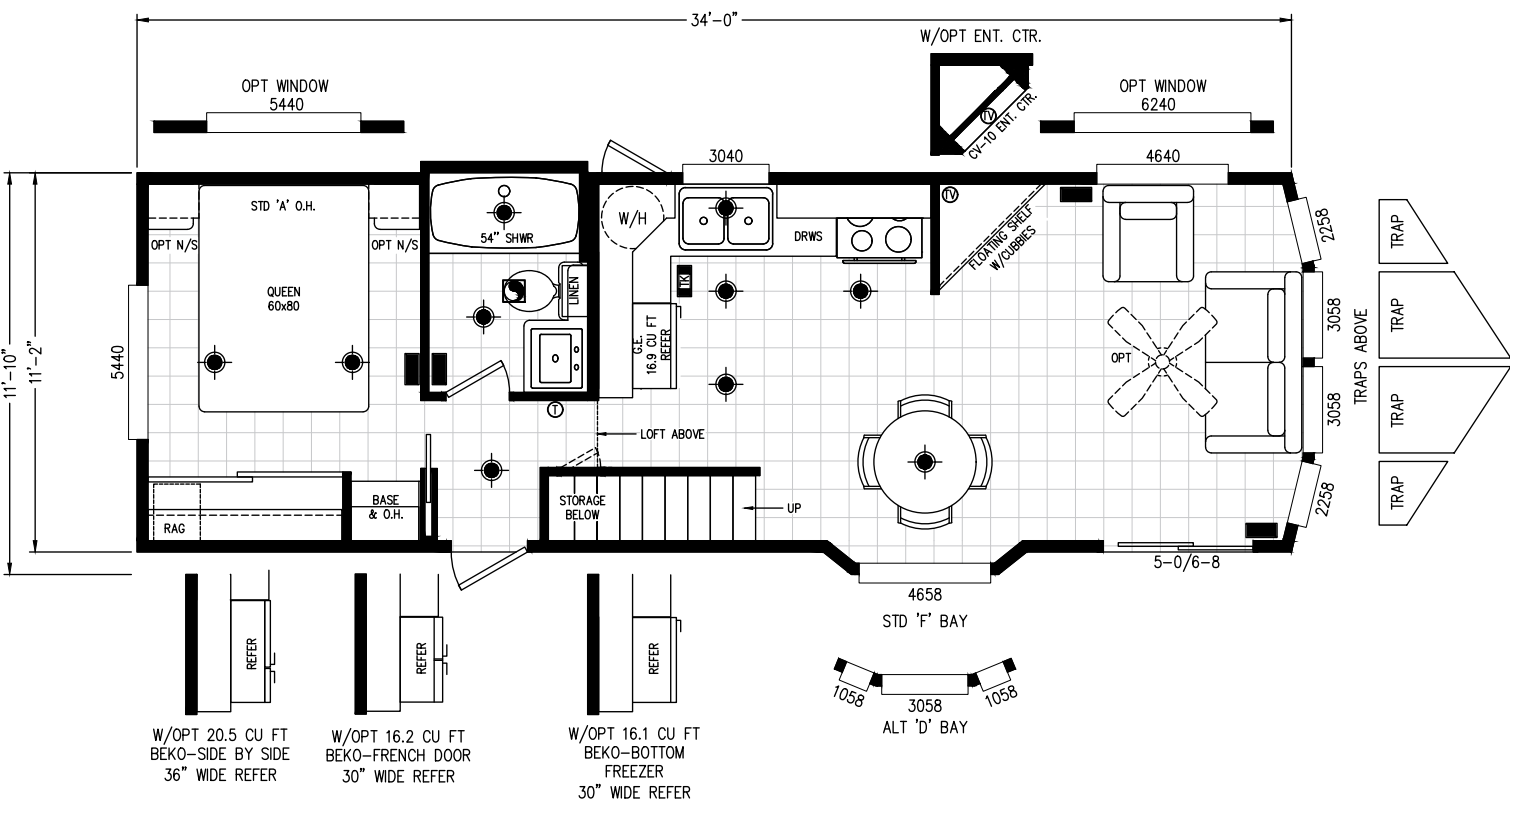 34'-0"
W/OPT ENT. CTR.
OPT WINDOW
5440
OPT WINDOW
6240
TV
CV-10 ENT. CTR.
3040
4640
STD 'A' O.H.
OPT N/S
OPT N/S
QUEEN
60x80
54" SHWR
LINEN
W/H
DRWS
TK
G.E.
16.9 CU FT
REFER
TV
FLOATING SHELF
W/CUBBIES
OPT
2258
3058
3058
2258
TRAPS ABOVE
TRAP
TRAP
TRAP
TRAP
11'-10"
11'-2"
5440
T
LOFT ABOVE
RAG
BASE
& O.H.
STORAGE
BELOW
UP
5-0/6-8
4658
STD 'F' BAY
1058
3058
1058
ALT 'D' BAY
REFER
W/OPT 20.5 CU FT
BEKO-SIDE BY SIDE
36" WIDE REFER
REFER
W/OPT 16.2 CU FT
BEKO-FRENCH DOOR
30" WIDE REFER
REFER
W/OPT 16.1 CU FT
BEKO-BOTTOM
FREEZER
30" WIDE REFER